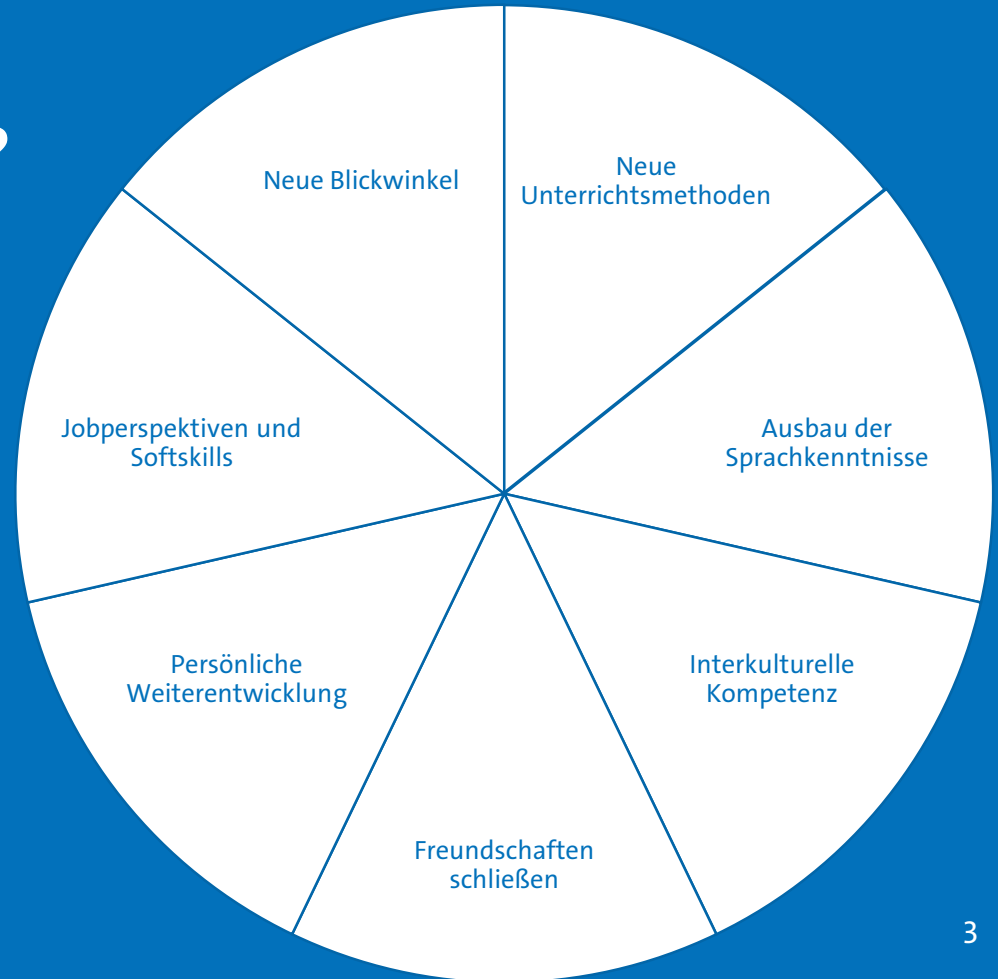 Neue Blickwinkel
Neue
Unterrichtsmethoden
Jobperspektiven und
Softskills
Ausbau der
Sprachkenntnisse
Persönliche
Weiterentwicklung
Interkulturelle
Kompetenz
Freundschaften
schließen
3